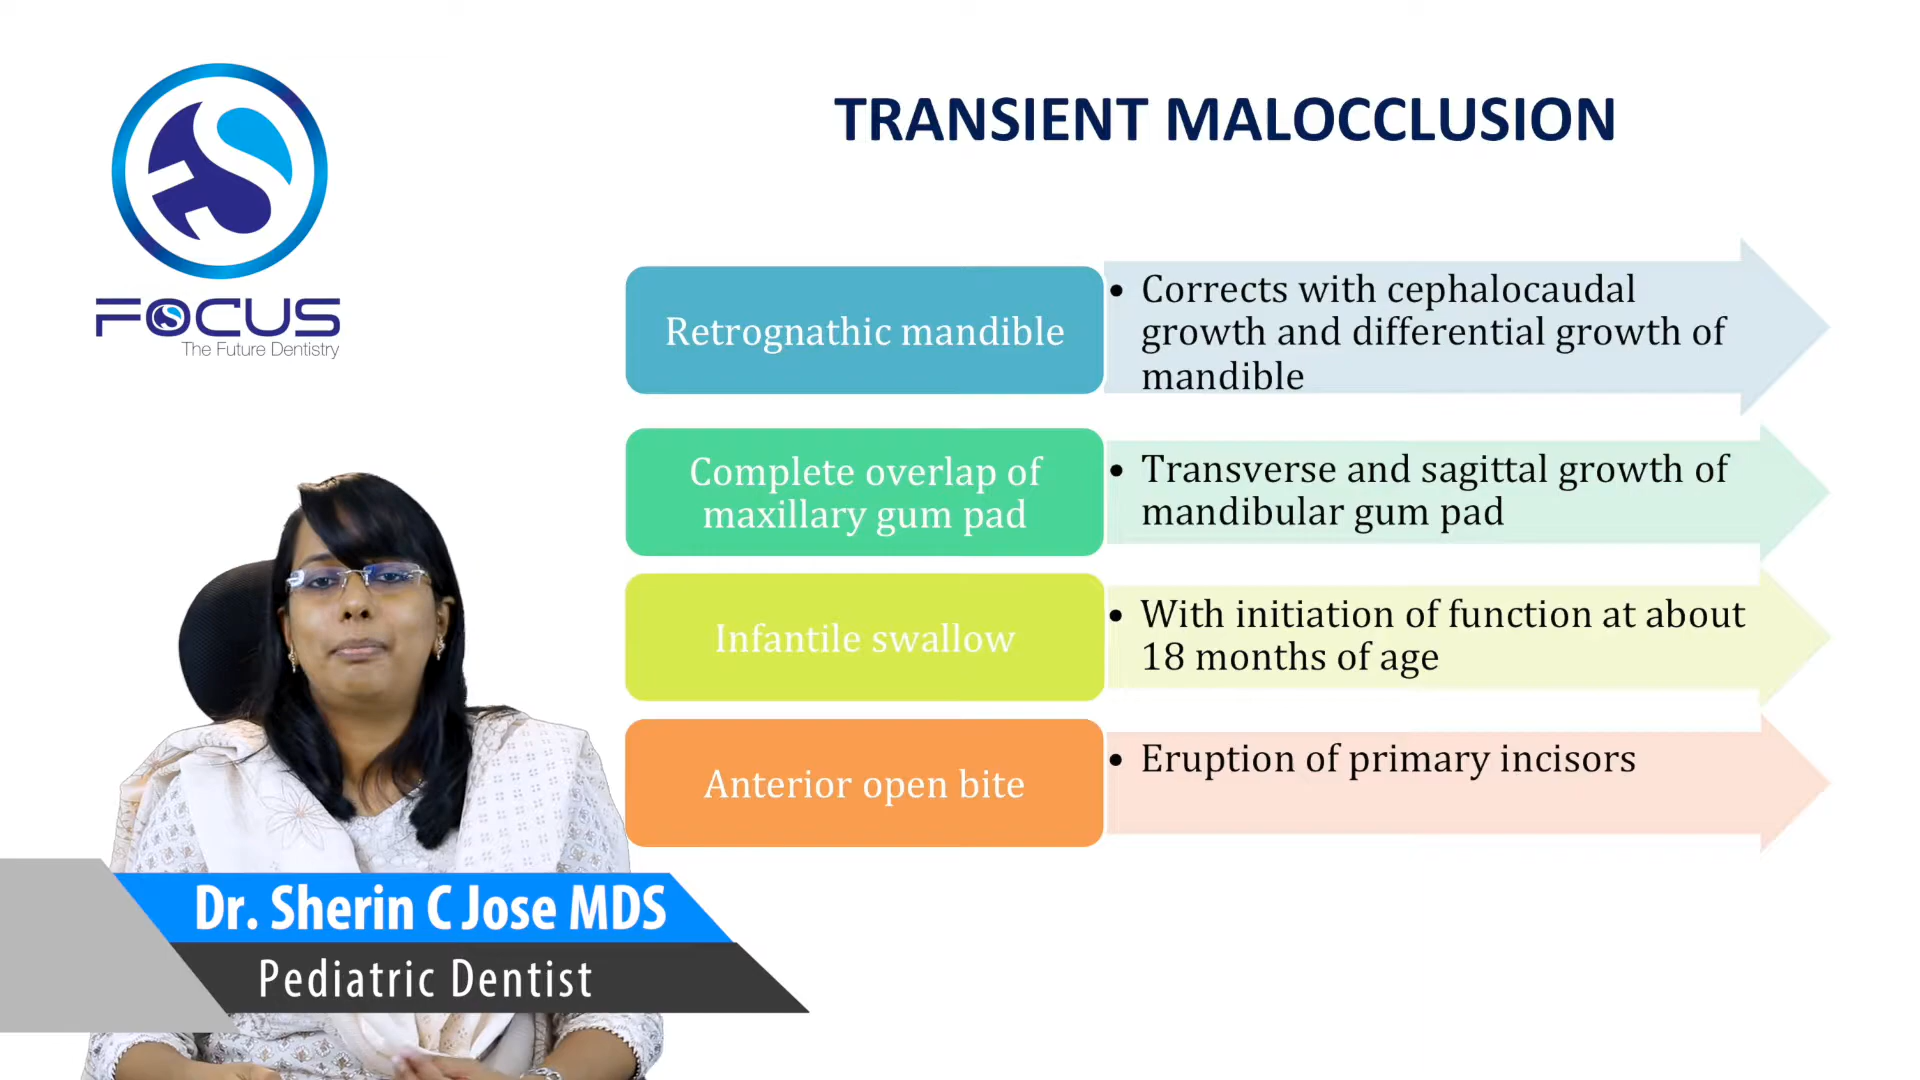 TRANSIENT MALOCCLUSION
FOCUS
The Future Dentistry
Retrognathic mandible
• Corrects with cephalocaudal
growth and differential growth of
mandible
Complete overlap of
maxillary gum pad
• Transverse and sagittal growth of
mandibular gum pad
Infantile swallow
• With initiation of function at about
18 months of age
Anterior open bite
• Eruption of primary incisors
Dr. Sherin C Jose MDS
Pediatric Dentist